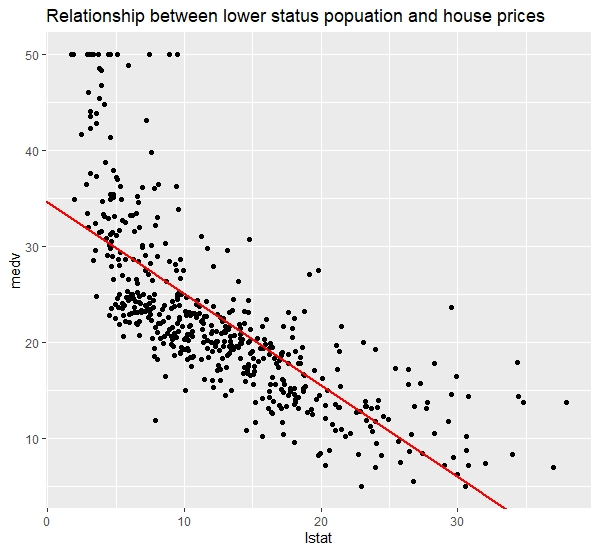 Relationship between lower status popuation and house prices
50
40
30
20
10
medv
0 10 20 30
lstat